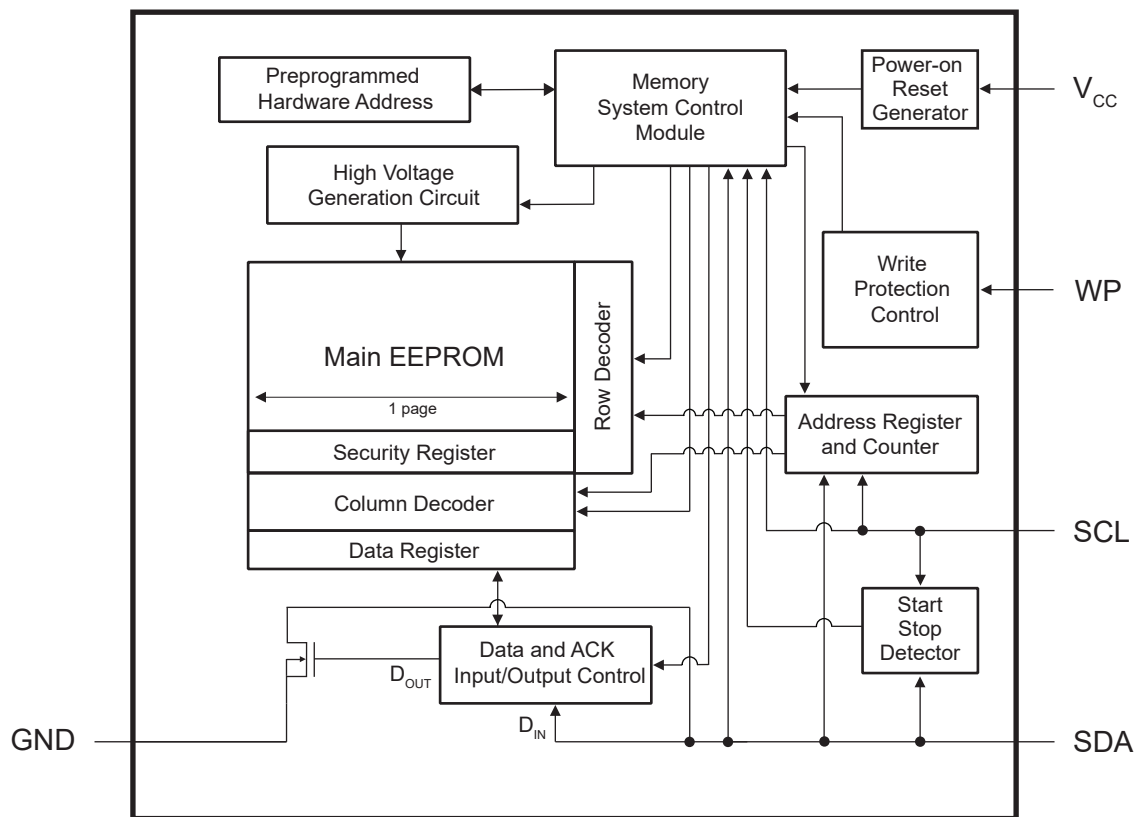 Preprogrammed
Hardware Address
Memory
System Control
Module
Power-on
Reset
Generator
VCC
High Voltage
Generation Circuit
Write
Protection
Control
WP
Main EEPROM
1 page
Row Decoder
Security Register
Column Decoder
Data Register
Address Register
and Counter
SCL
Start
Stop
Detector
Data and ACK
Input/Output Control
DOUT
DIN
GND
SDA